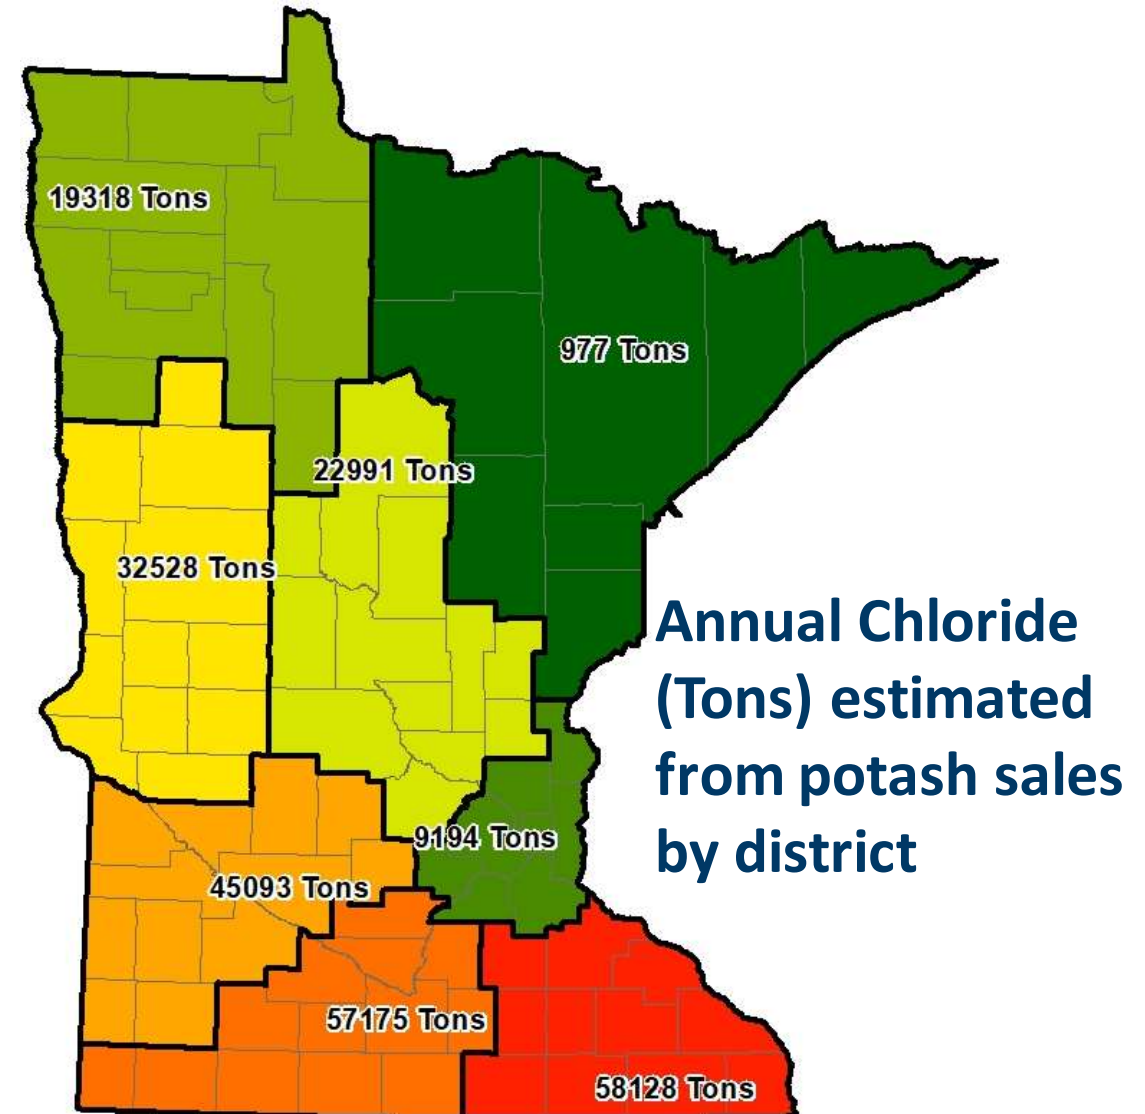 19318 Tons
977 Tons
22991 Tons
32528 Tons
Annual Chloride
(Tons) estimated
from potash sales
by district
9194 Tons
45093 Tons
57175 Tons
58128 Tons